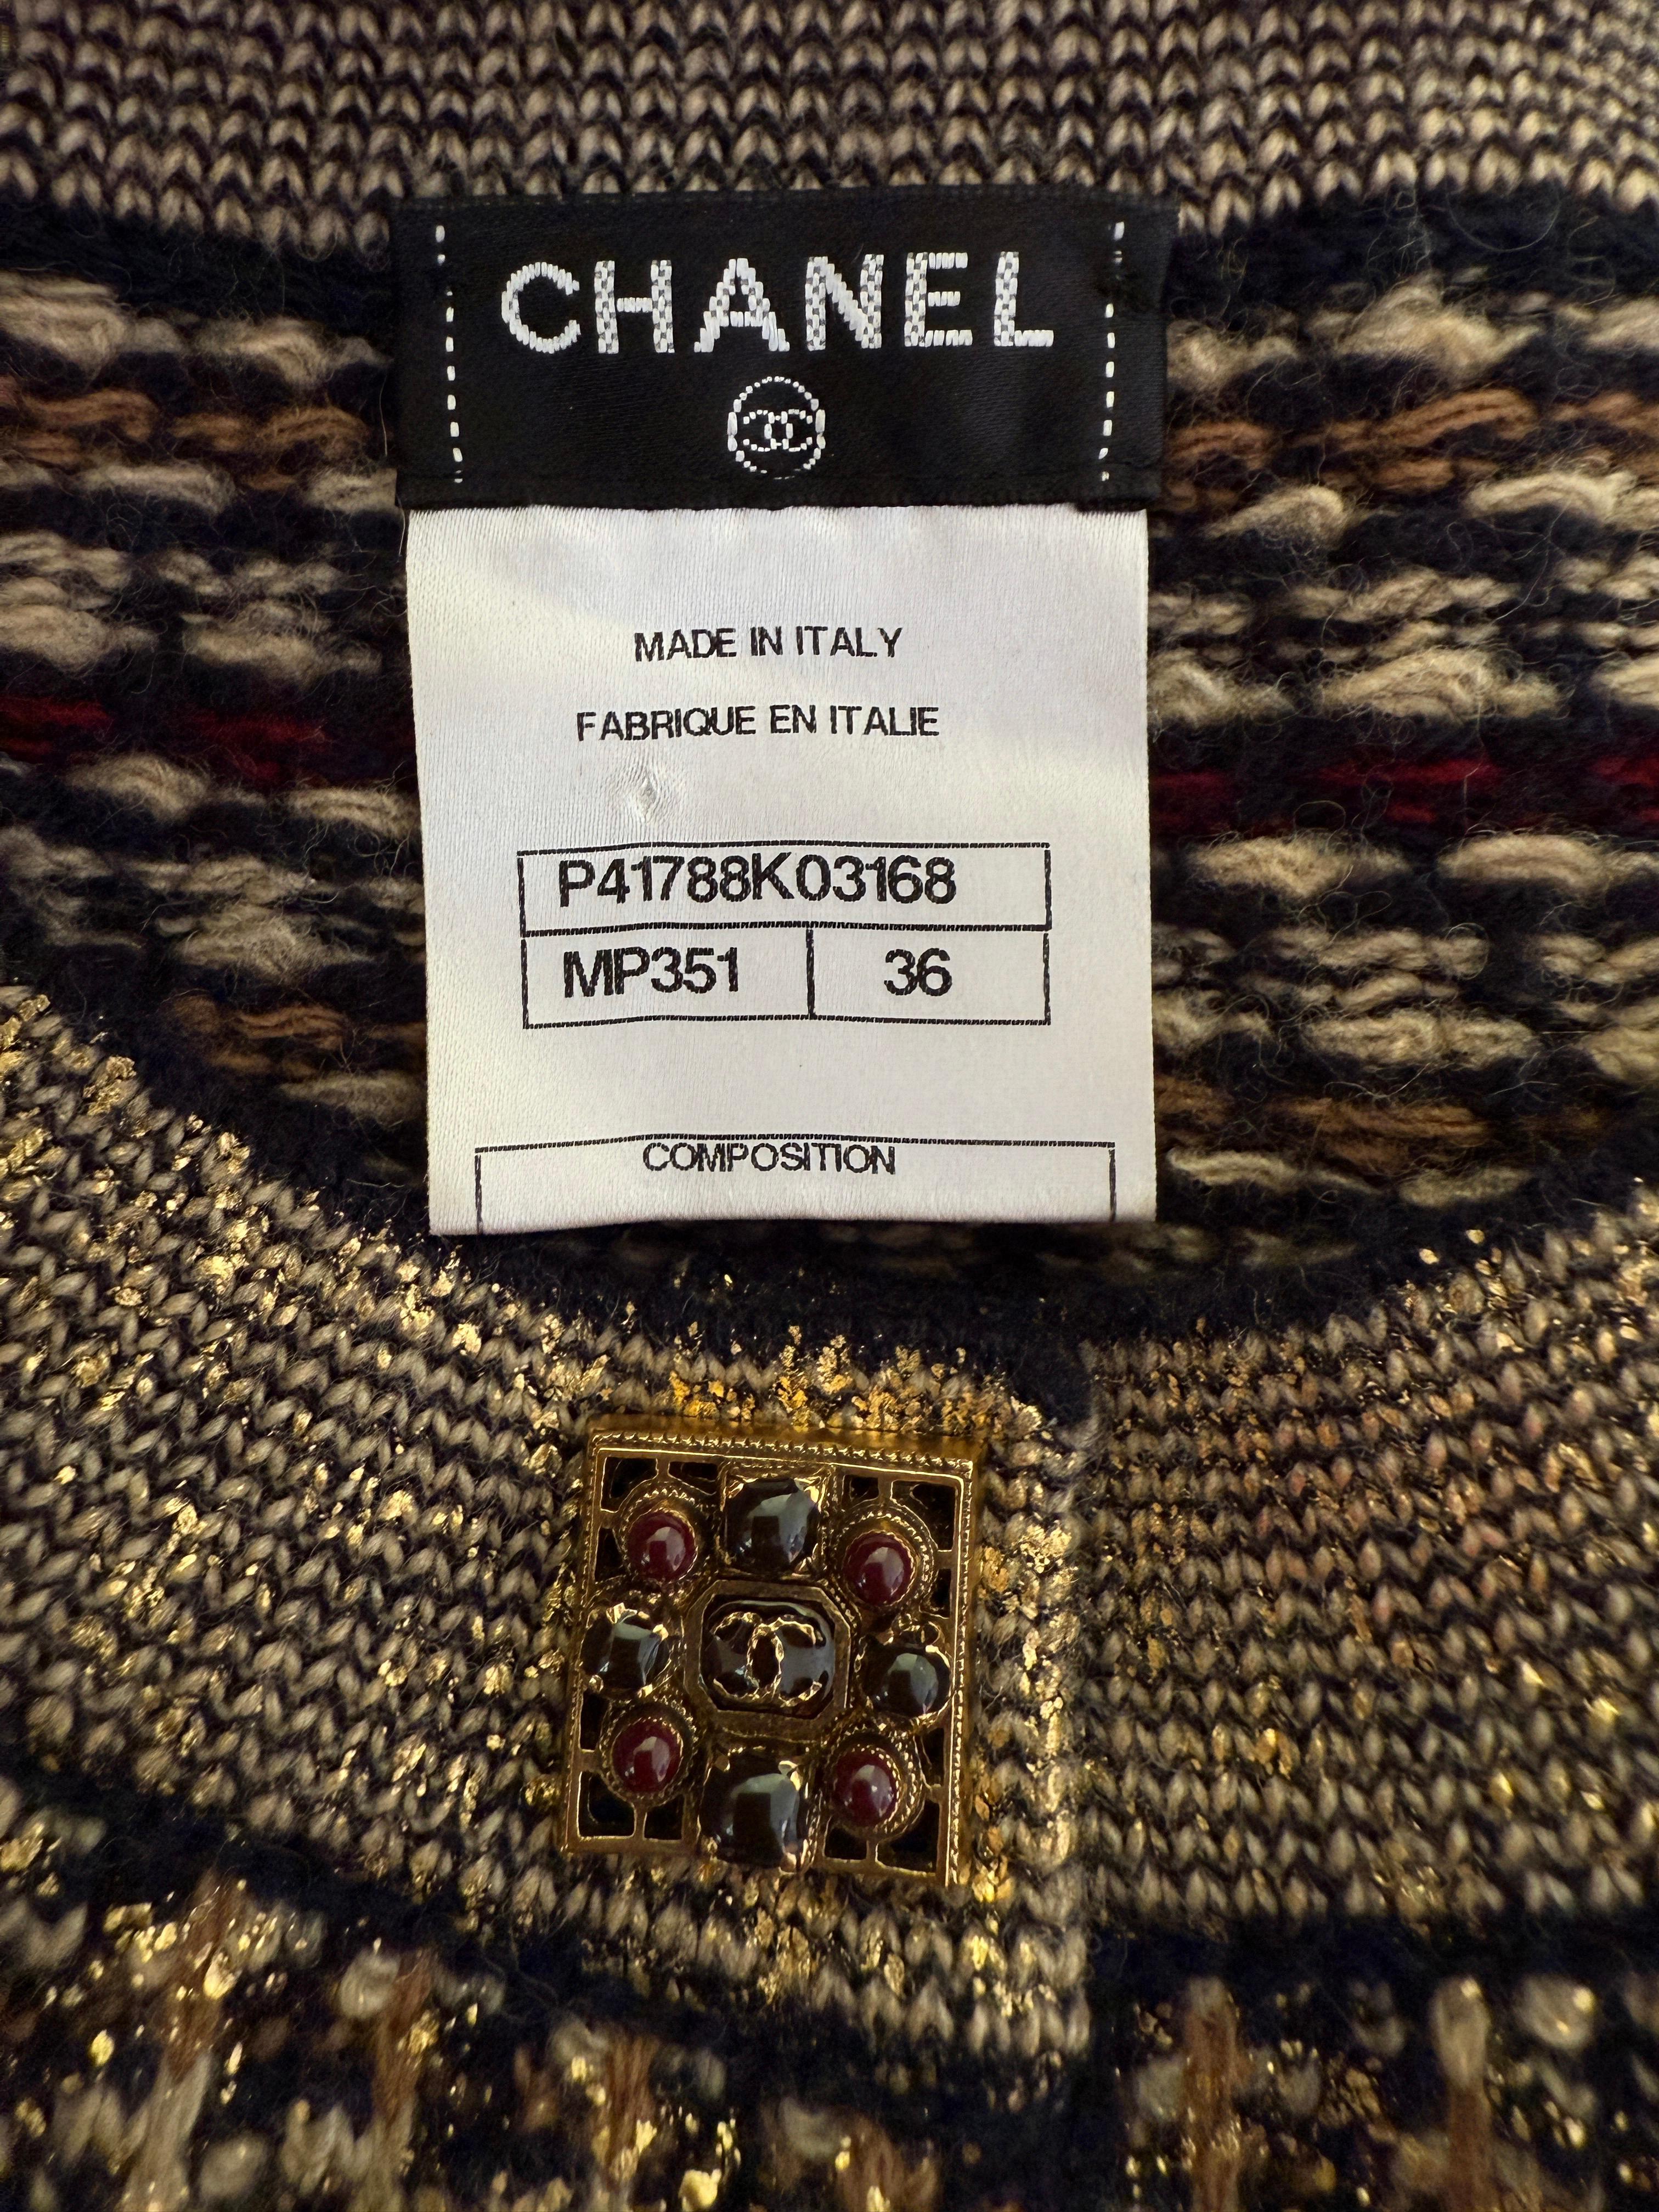 CHANEL
MADE IN ITALY
FABRIQUE EN ITALIE
P41788K03168
MP351 36
COMPOSITION